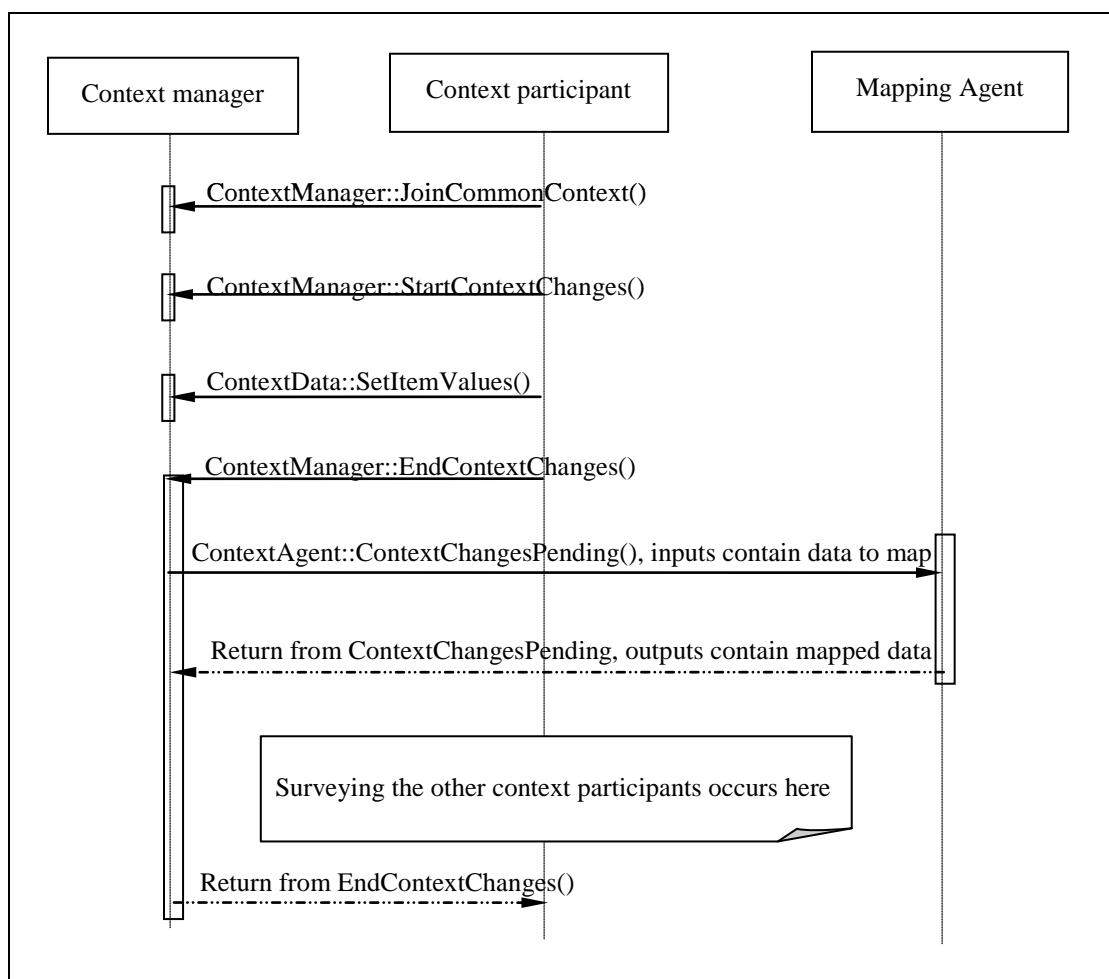 Context manager
Context participant
Mapping Agent
ContextManager::JoinCommonContext()
ContextManager::StartContextChanges()
ContextData::SetItemValues()
ContextManager::EndContextChanges()
ContextAgent::ContextChangesPending(), inputs contain data to map
Return from ContextChangesPending, outputs contain mapped data
Surveying the other context participants occurs here
Return from EndContextChanges()